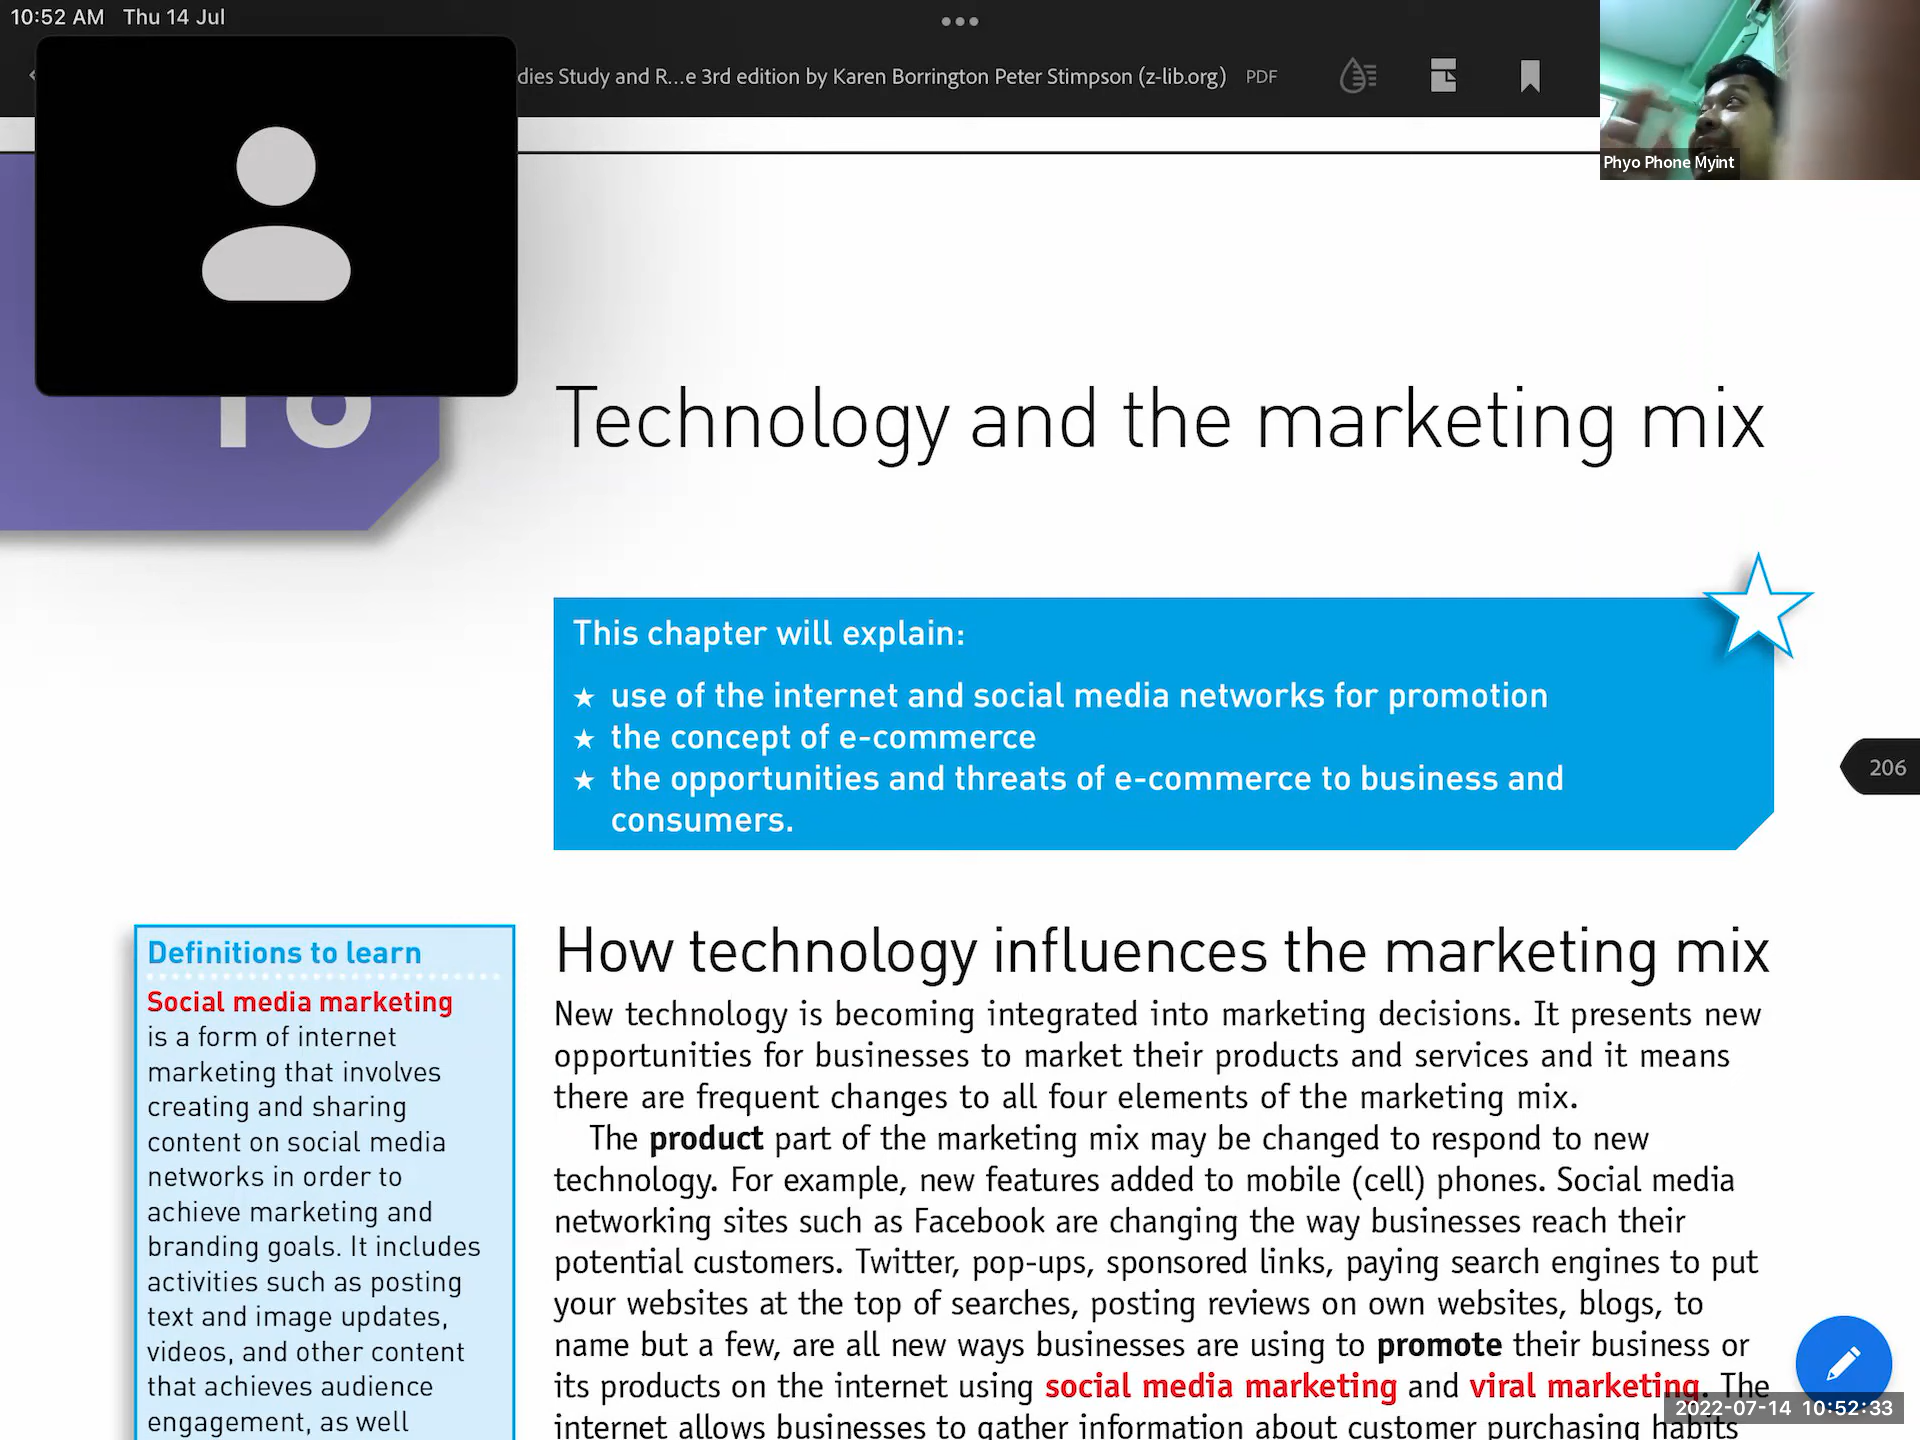 10:52 AM Thu 14 Jul
dies Study and R...e 3rd edition by Karen Borrington Peter Stimpson (z-lib.org) PDF
Phyo Phone Myint
Technology and the marketing mix
This chapter will explain:
★ use of the internet and social media networks for promotion
★ the concept of e-commerce
★ the opportunities and threats of e-commerce to business and
consumers.
206
Definitions to learn
Social media marketing
is a form of internet
marketing that involves
creating and sharing
content on social media
networks in order to
achieve marketing and
branding goals. It includes
activities such as posting
text and image updates,
videos, and other content
that achieves audience
engagement, as well
How technology influences the marketing mix
New technology is becoming integrated into marketing decisions. It presents new
opportunities for businesses to market their products and services and it means
there are frequent changes to all four elements of the marketing mix.
The product part of the marketing mix may be changed to respond to new
technology. For example, new features added to mobile (cell) phones. Social media
networking sites such as Facebook are changing the way businesses reach their
potential customers. Twitter, pop-ups, sponsored links, paying search engines to put
your websites at the top of searches, posting reviews on own websites, blogs, to
name but a few, are all new ways businesses are using to promote their business or
its products on the internet using social media marketing and viral marketing. The
internet allows businesses to gather information about customer purchasing habits
2022-07-14 10:52:33